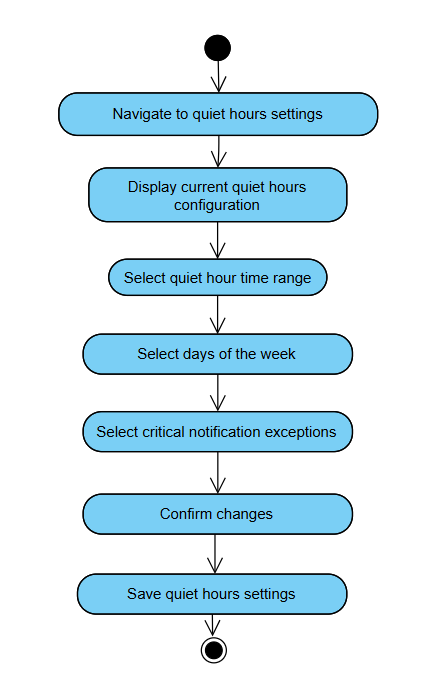 Navigate to quiet hours settings
Display current quiet hours
configuration
Select quiet hour time range
Select days of the week
Select critical notification exceptions
Confirm changes
Save quiet hours settings